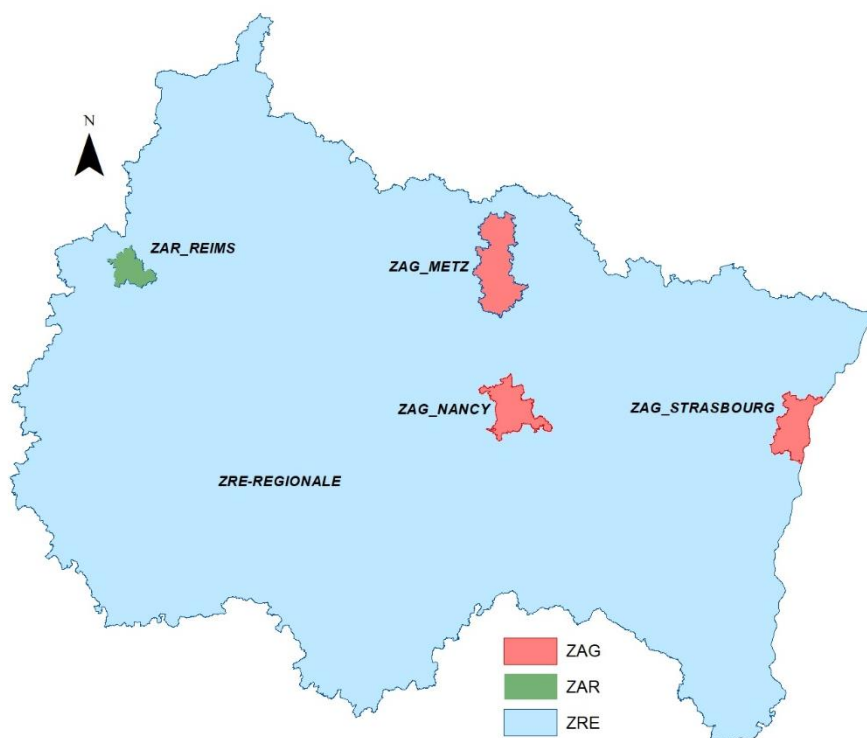 N
ZAR_REIMS
ZAG_METZ
ZAG_NANCY
ZAG_STRASBOURG
ZRE-REGIONALE
ZAG
ZAR
ZRE